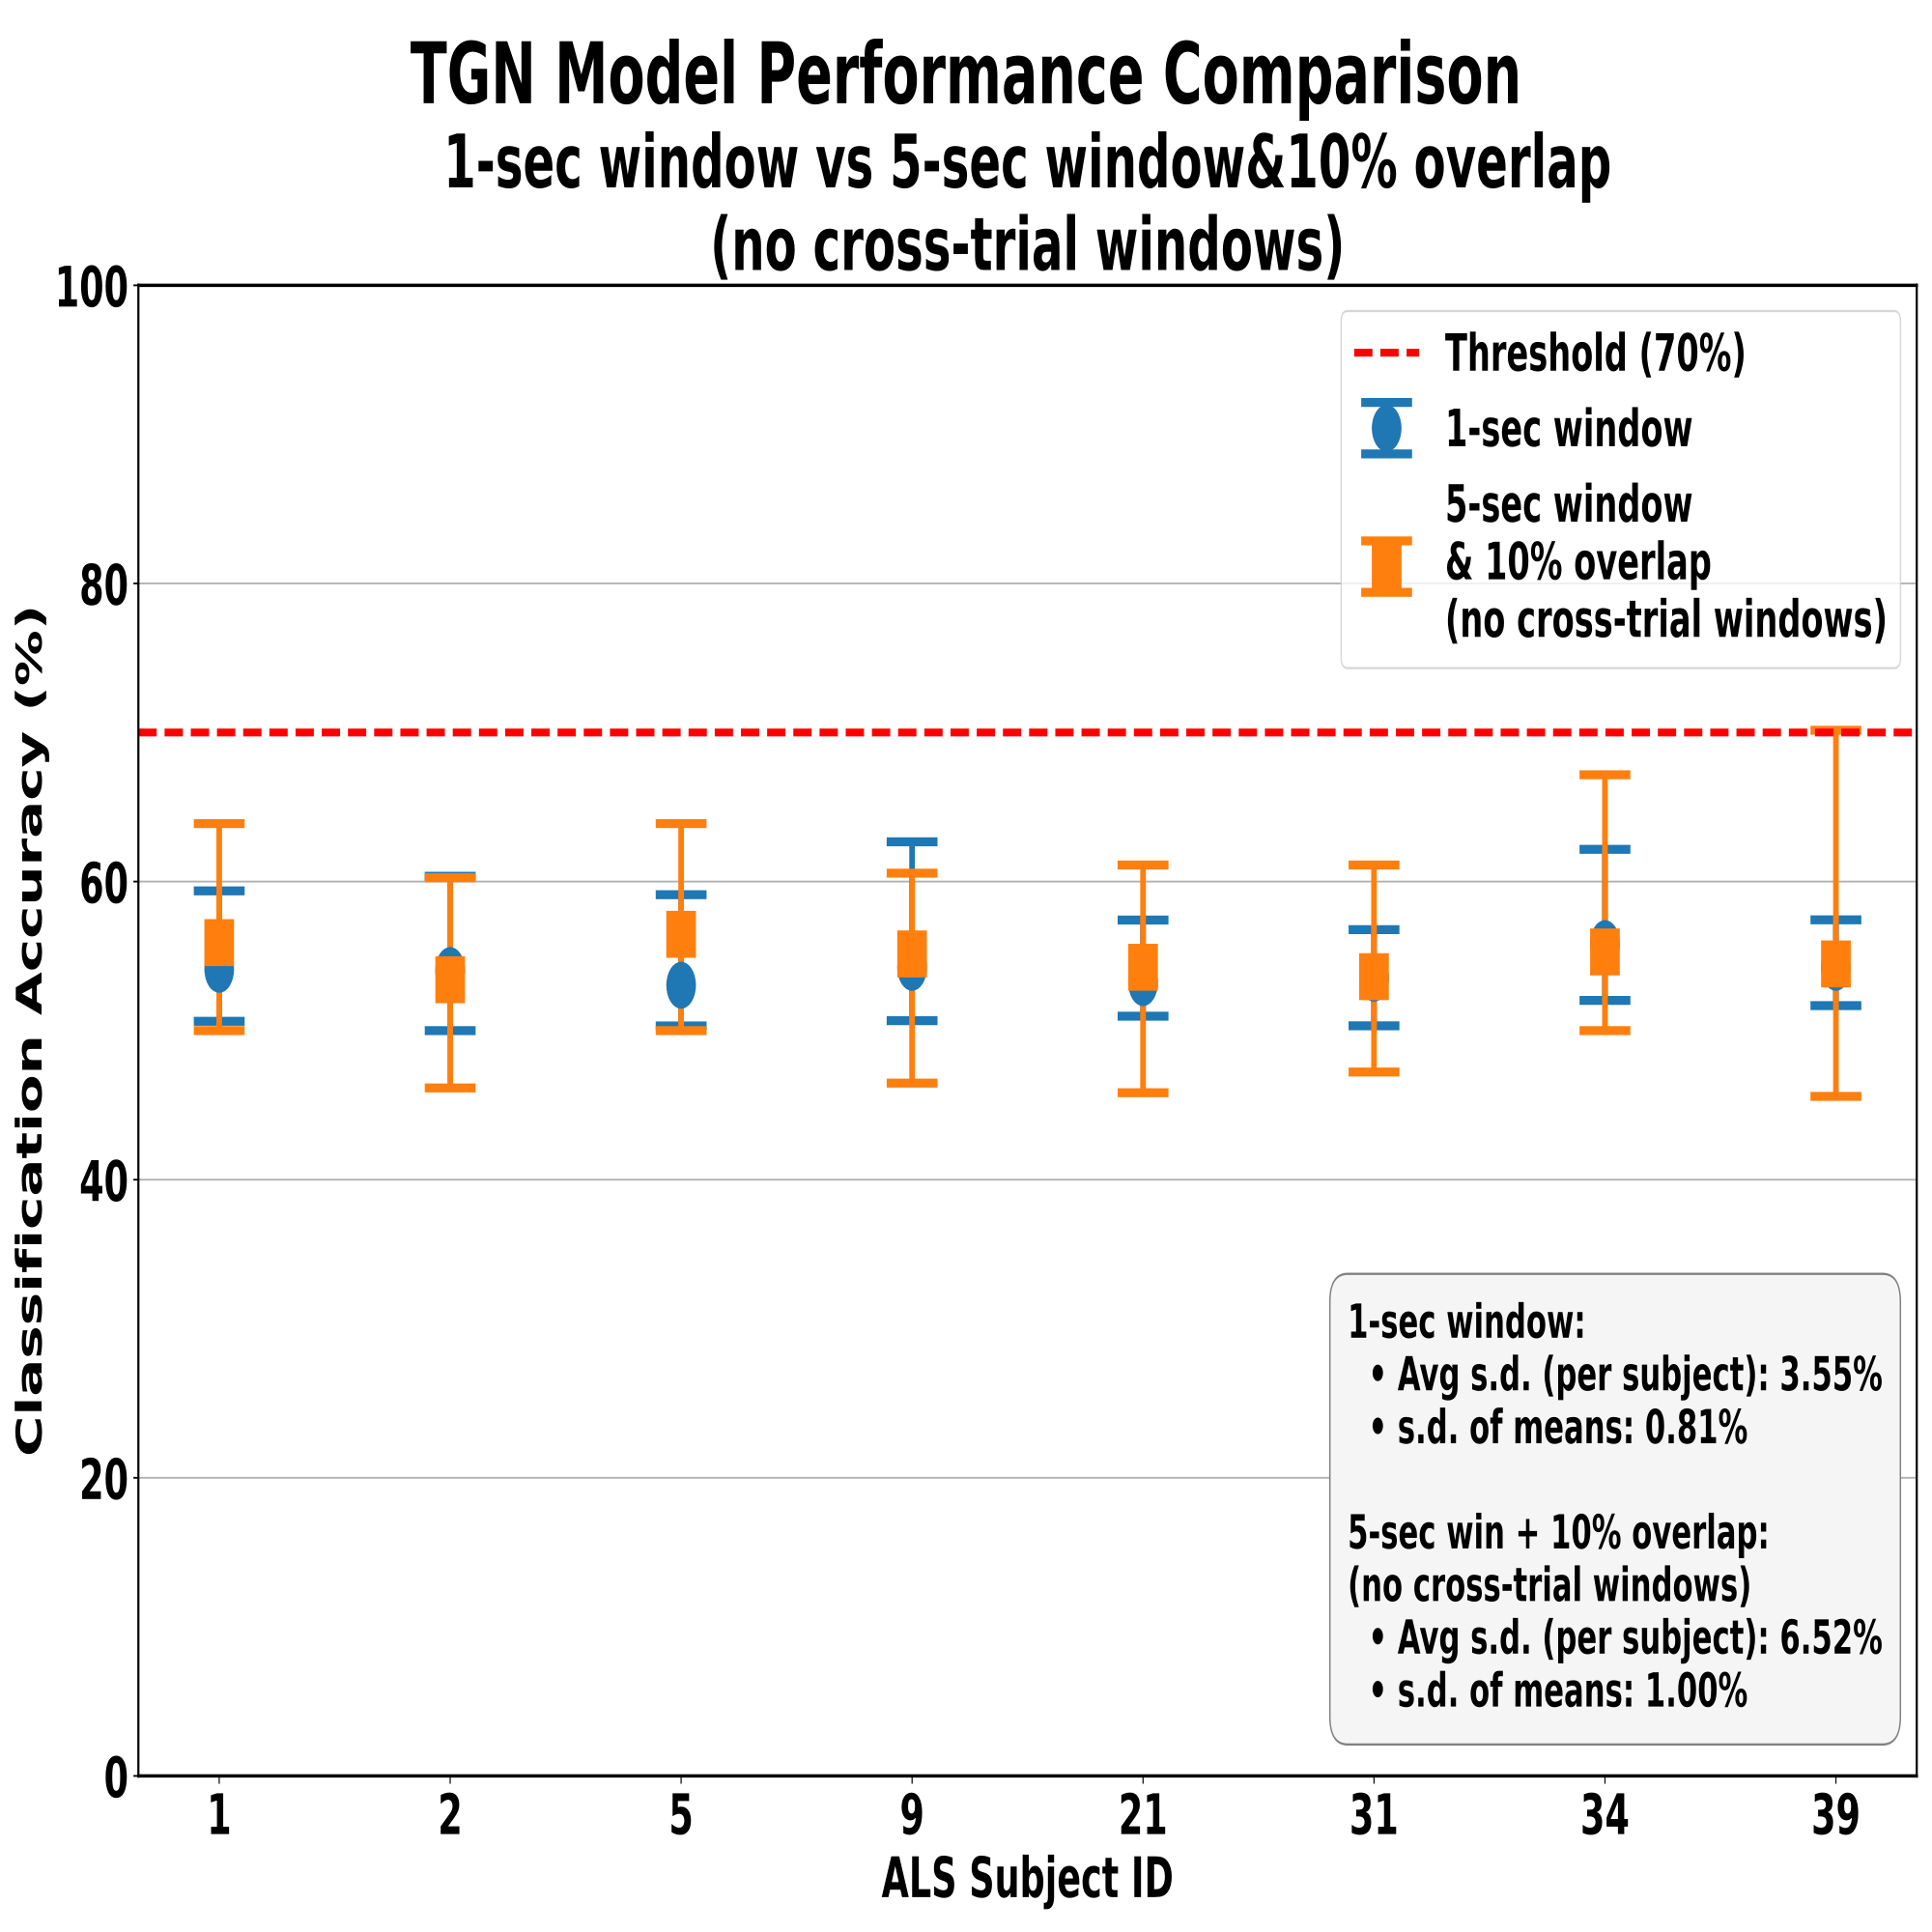 TGN Model Performance Comparison
1-sec window vs 5-sec window&10% overlap
(no cross-trial windows)
Classification Accuracy (%)
100
80
60
40
20
0
Threshold (70%)
1-sec window
5-sec window
& 10% overlap
(no cross-trial windows)
1-sec window:
• Avg s.d. (per subject): 3.55%
• s.d. of means: 0.81%
5-sec win + 10% overlap:
(no cross-trial windows)
• Avg s.d. (per subject): 6.52%
• s.d. of means: 1.00%
1 2 5 9 21 31 34 39
ALS Subject ID